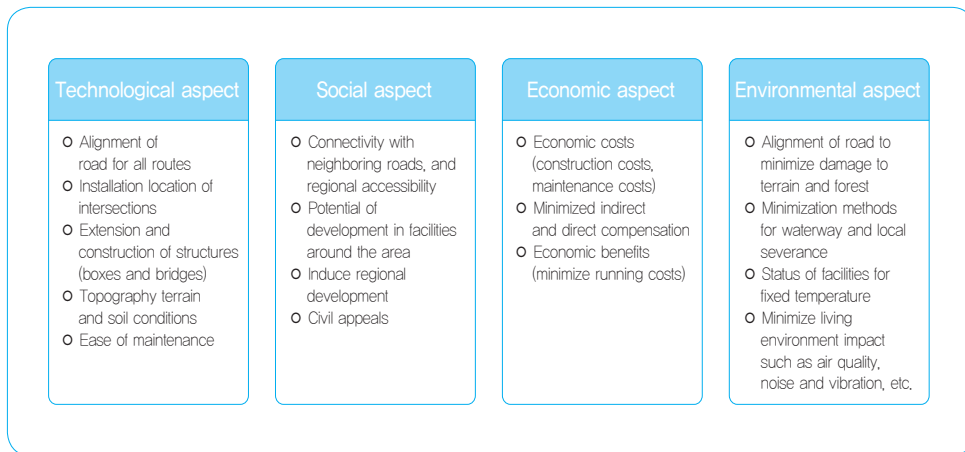 Technological aspect
o Alignment of
road for all routes
o Installation location of
intersections
o Extension and
construction of structures
(boxes and bridges)
o Topography terrain
and soil conditions
o Ease of maintenance
Social aspect
o Connectivity with
neighboring roads, and
regional accessibility
o Potential of
development in facilities
around the area
o Induce regional
development
o Civil appeals
Economic aspect
o Economic costs
(construction costs,
maintenance costs)
o Minimized indirect
and direct compensation
o Economic benefits
(minimize running costs)
Environmental aspect
o Alignment of road to
minimize damage to
terrain and forest
o Minimization methods
for waterway and local
severance
o Status of facilities for
fixed temperature
o Minimize living
environment impact
such as air quality,
noise and vibration, etc.